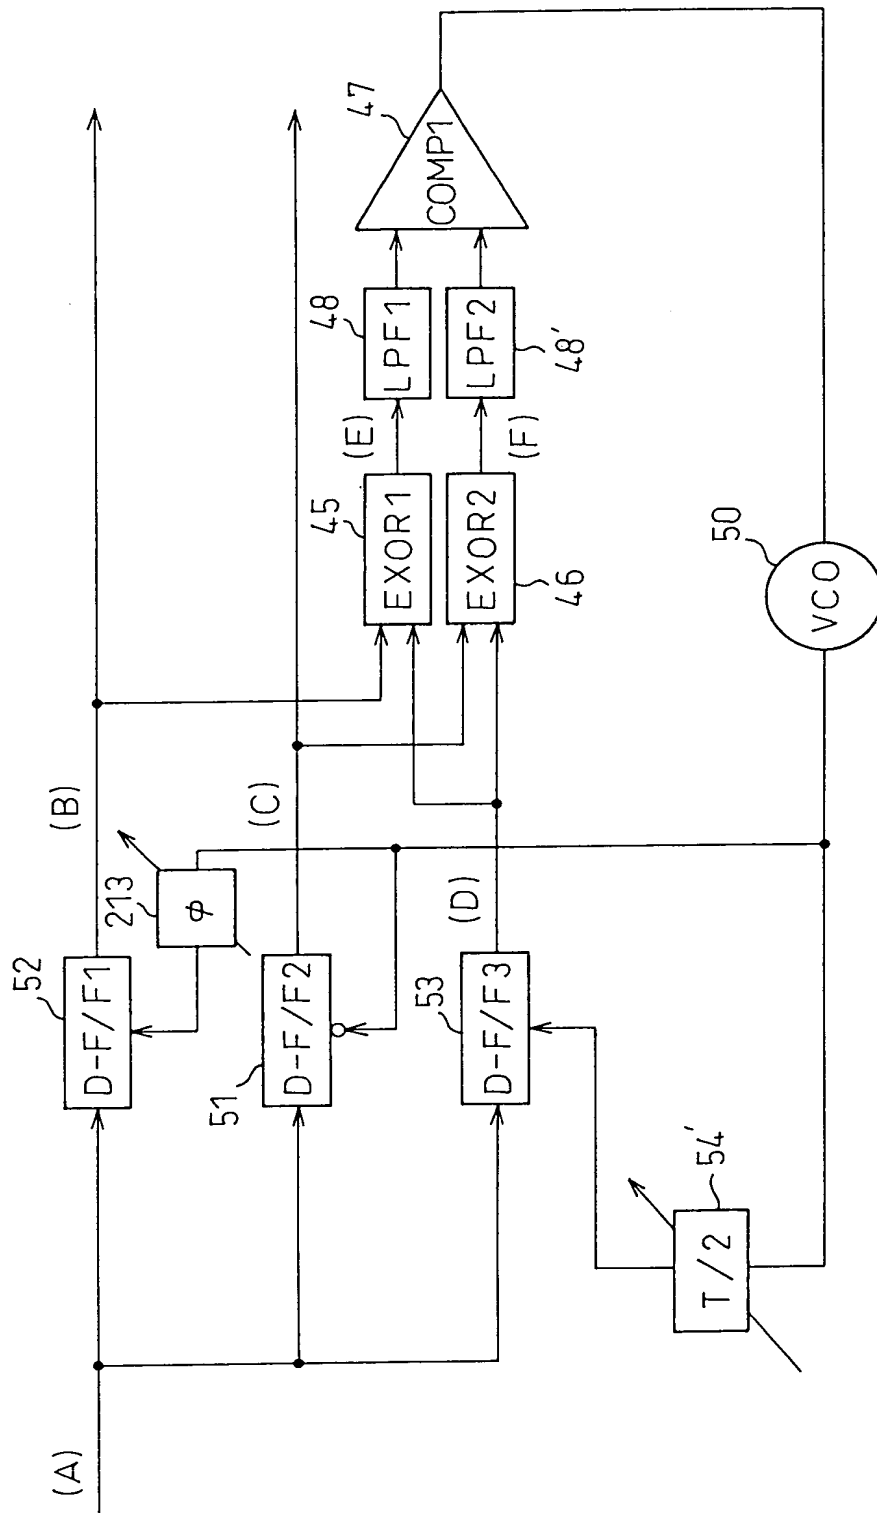 (A)
(B)
(C)
(D)
(E)
(F)
52
D-F/F1
213
φ
51
D-F/F2
53
D-F/F3
54'
T/2
45
EXOR1
EXOR2
46
48
LPF1
LPF2
48'
47
COMP1
50
VCO